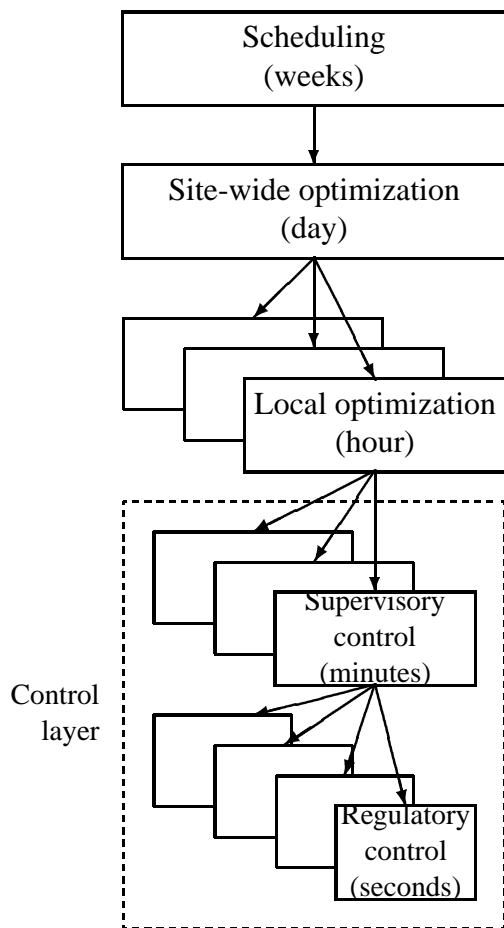 Scheduling
(weeks)
Site-wide optimization
(day)
Local optimization
(hour)
Supervisory
control
(minutes)
Control
layer
Regulatory
control
(seconds)